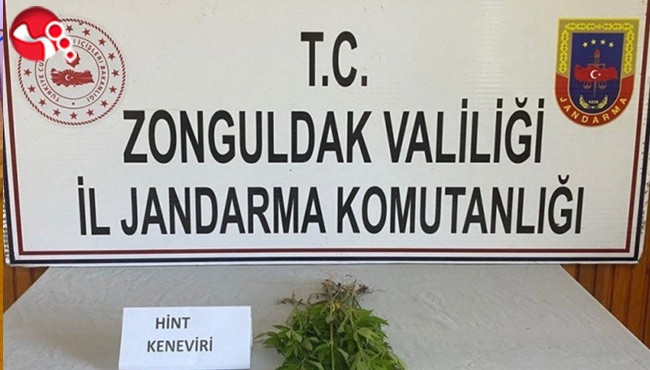 T.C.
ZONGULDAK VALİLİĞİ
İL JANDARMA KOMUTANLIĞI
JANDARMA
HİNT
KENEVİRİ